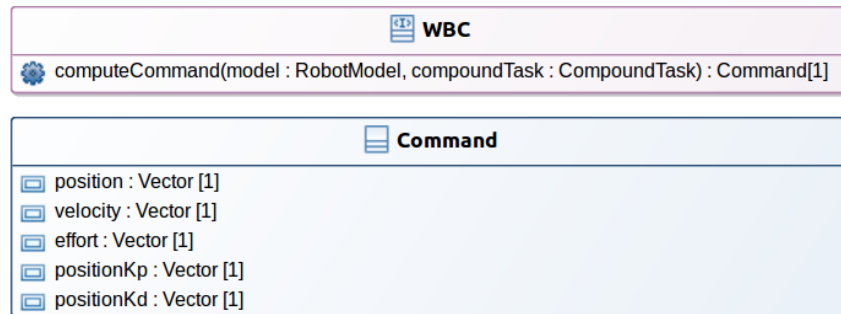 WBC
computeCommand(model : RobotModel, compoundTask : CompoundTask) : Command[1]
Command
position : Vector [1]
velocity : Vector [1]
effort : Vector [1]
positionKp : Vector [1]
positionKd : Vector [1]